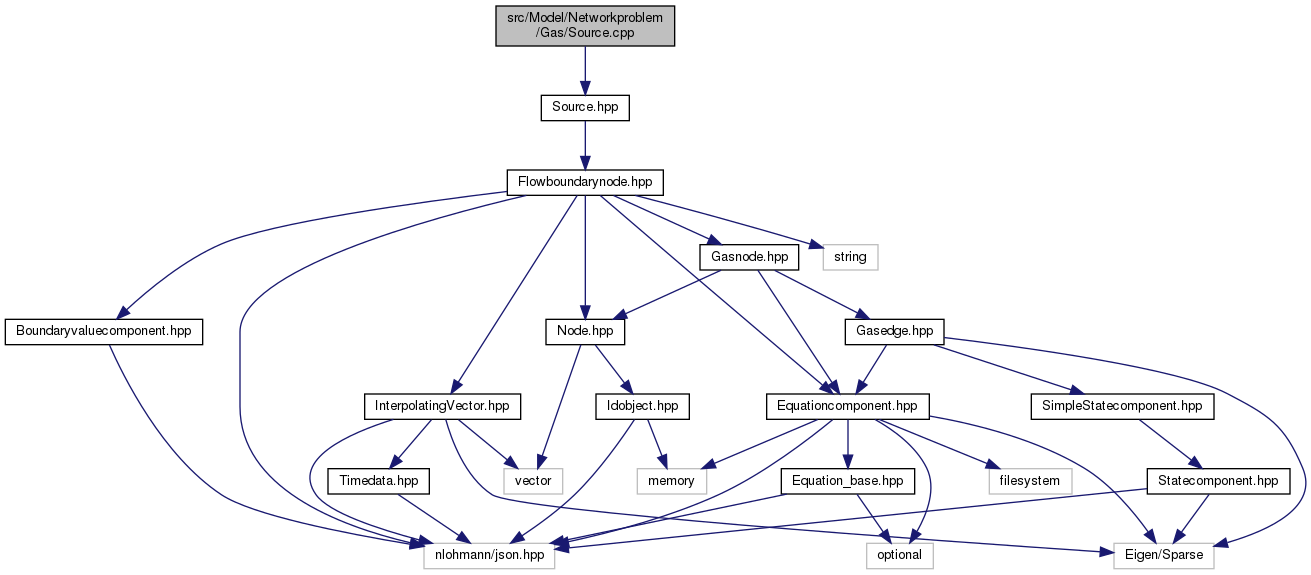 src/Model/Networkproblem
/Gas/Source.cpp
Source.hpp
Flowboundarynode.hpp
Gasnode.hpp
string
Boundaryvaluecomponent.hpp
Node.hpp
Gasedge.hpp
InterpolatingVector.hpp
Idobject.hpp
Equationcomponent.hpp
SimpleStatecomponent.hpp
Timedata.hpp
vector
memory
Equation_base.hpp
filesystem
Statecomponent.hpp
nlohmann/json.hpp
optional
Eigen/Sparse